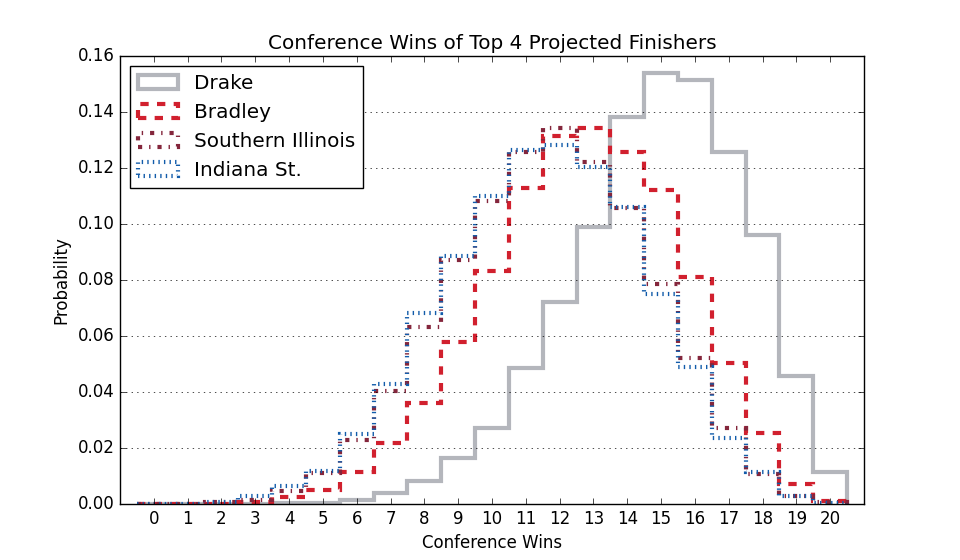 Conference Wins of Top 4 Projected Finishers
Drake
Bradley
Southern Illinois
Indiana St.
Probability
0.16
0.14
0.12
0.10
0.08
0.06
0.04
0.02
0.00
0 1 2 3 4 5 6 7 8 9 10 11 12 13 14 15 16 17 18 19 20
Conference Wins